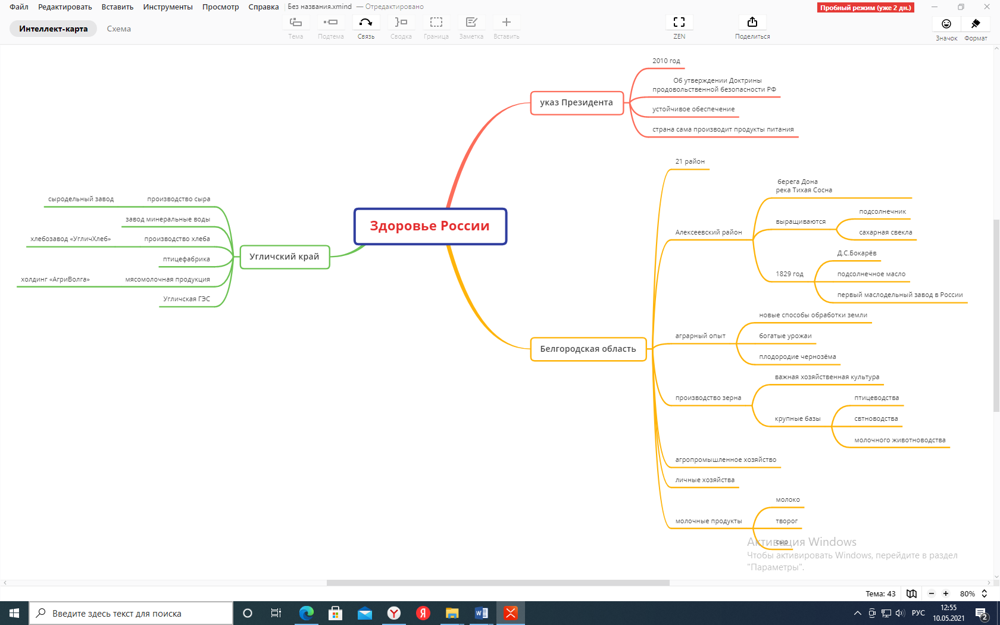 Файл Редактировать Вставить Инструменты Просмотр Справка Без названия.xmind — Отредактировано Пробный режим (уже 2 дн.)
Интеллект-карта Схема
Тема Подтема Связь Сводка Граница Заметка Вставить ZEN Поделиться Значок Формат
2010 год
Об утверждении Доктрины
продовольственной безопасности РФ
указ Президента
устойчивое обеспечение
страна сама производит продукты питания
Здоровье России
сыродельный завод производство сыра
завод минеральные воды
хлебозавод «УгличХлеб» производство хлеба
Угличский край
птицефабрика
холдинг «АгриВолга» мясомолочная продукция
Угличская ГЭС
Белгородская область
21 район
берега Дона
река Тихая Сосна
Алексеевский район
выращиваются
подсолнечник
сахарная свекла
1829 год
Д.С.Бокарёв
подсолнечное масло
первый маслодельный завод в России
аграрный опыт
новые способы обработки земли
богатые урожаи
плодородие чернозёма
производство зерна
важная хозяйственная культура
крупные базы
птицеводства
свтноводства
молочного животноводства
агропромышленное хозяйство
личные хозяйства
молочные продукты
молоко
творог
сыр
Активация Windows
Чтобы активировать Windows, перейдите в раздел
"Параметры".
Тема: 43 80%
Введите здесь текст для поиска
РУС
12:55
10.05.2021
2